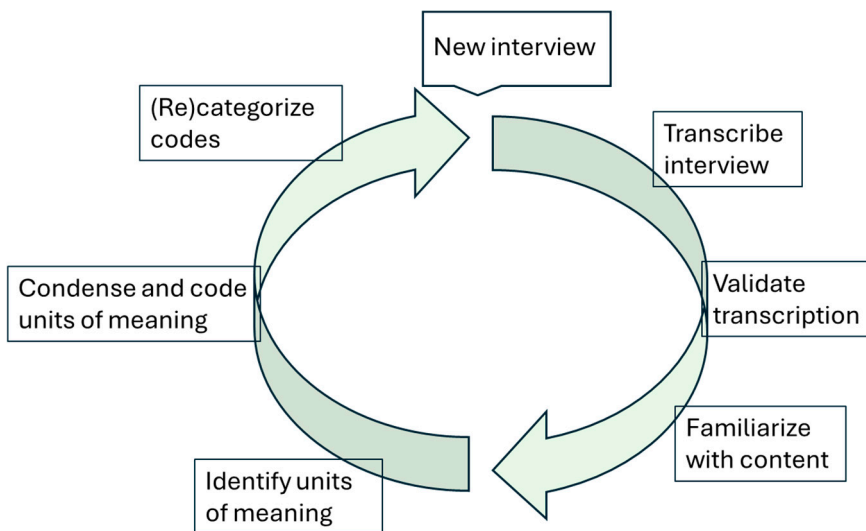 New interview
Transcribe
interview
Validate
transcription
Familiarize
with content
Identify units
of meaning
Condense and code
units of meaning
(Re)categorize
codes